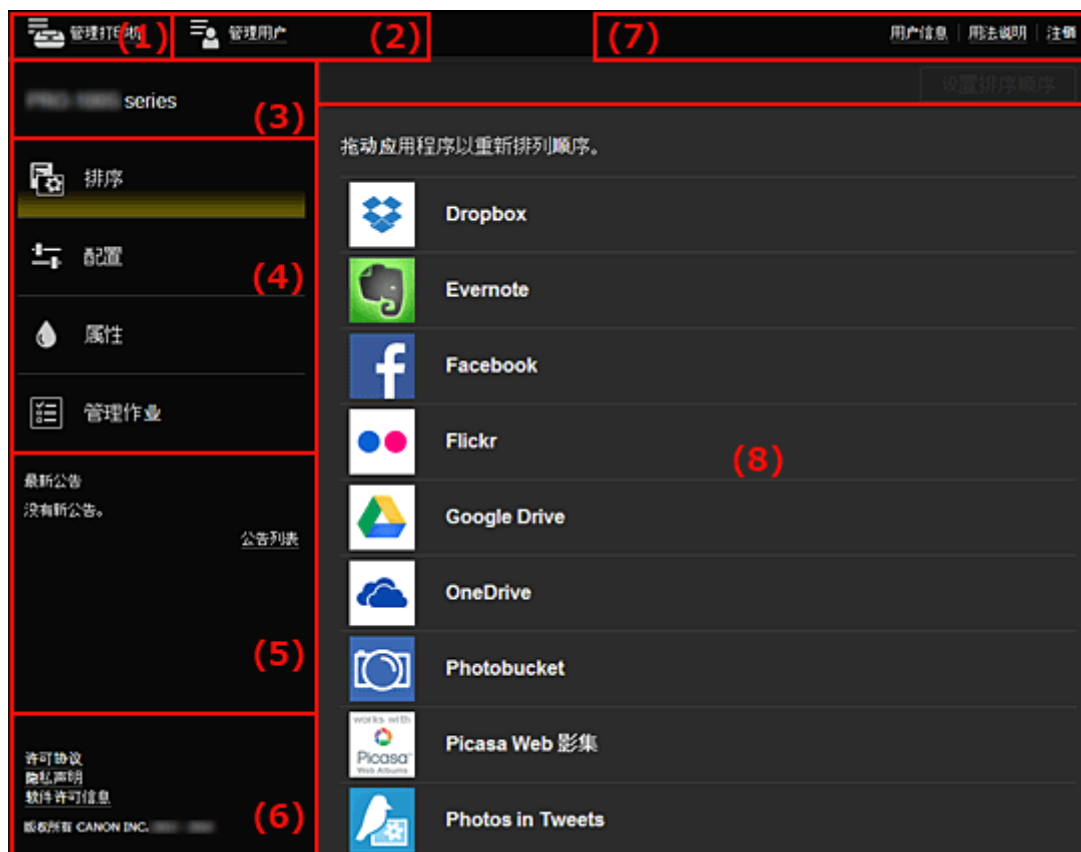 管理打印机 (1) 管理用户 (2) (7) 用户信息 用法说明 注销
series
(3)
设置排序顺序
排序
配置
(4)
属性
管理作业
最新公告
没有新公告。
公告列表
(5)
许可协议
隐私声明
软件许可信息
版权所有 CANON INC.
(6)
拖动应用程序以重新排列顺序。
Dropbox
Evernote
Facebook
Flickr
(8)
Google Drive
OneDrive
Photobucket
works with
Picasa
Web Albums
Picasa Web 影集
Photos in Tweets